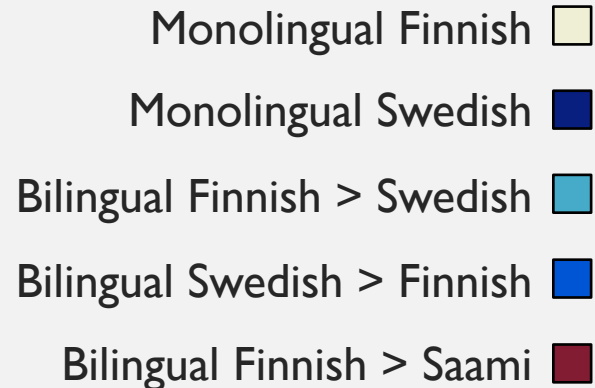 Monolingual Finnish
Monolingual Swedish
Bilingual Finnish > Swedish
Bilingual Swedish > Finnish
Bilingual Finnish > Saami